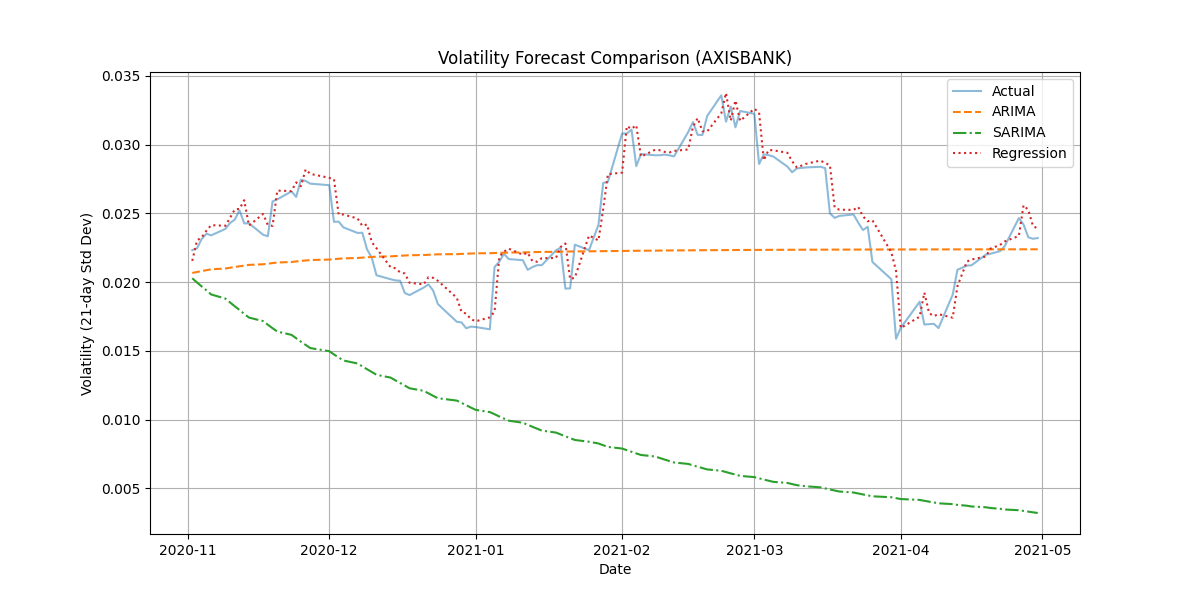 Volatility Forecast Comparison (AXISBANK)
Volatility (21-day Std Dev)
0.035
0.030
0.025
0.020
0.015
0.010
0.005
Actual
ARIMA
SARIMA
Regression
2020-11 2020-12 2021-01 2021-02 2021-03 2021-04 2021-05
Date